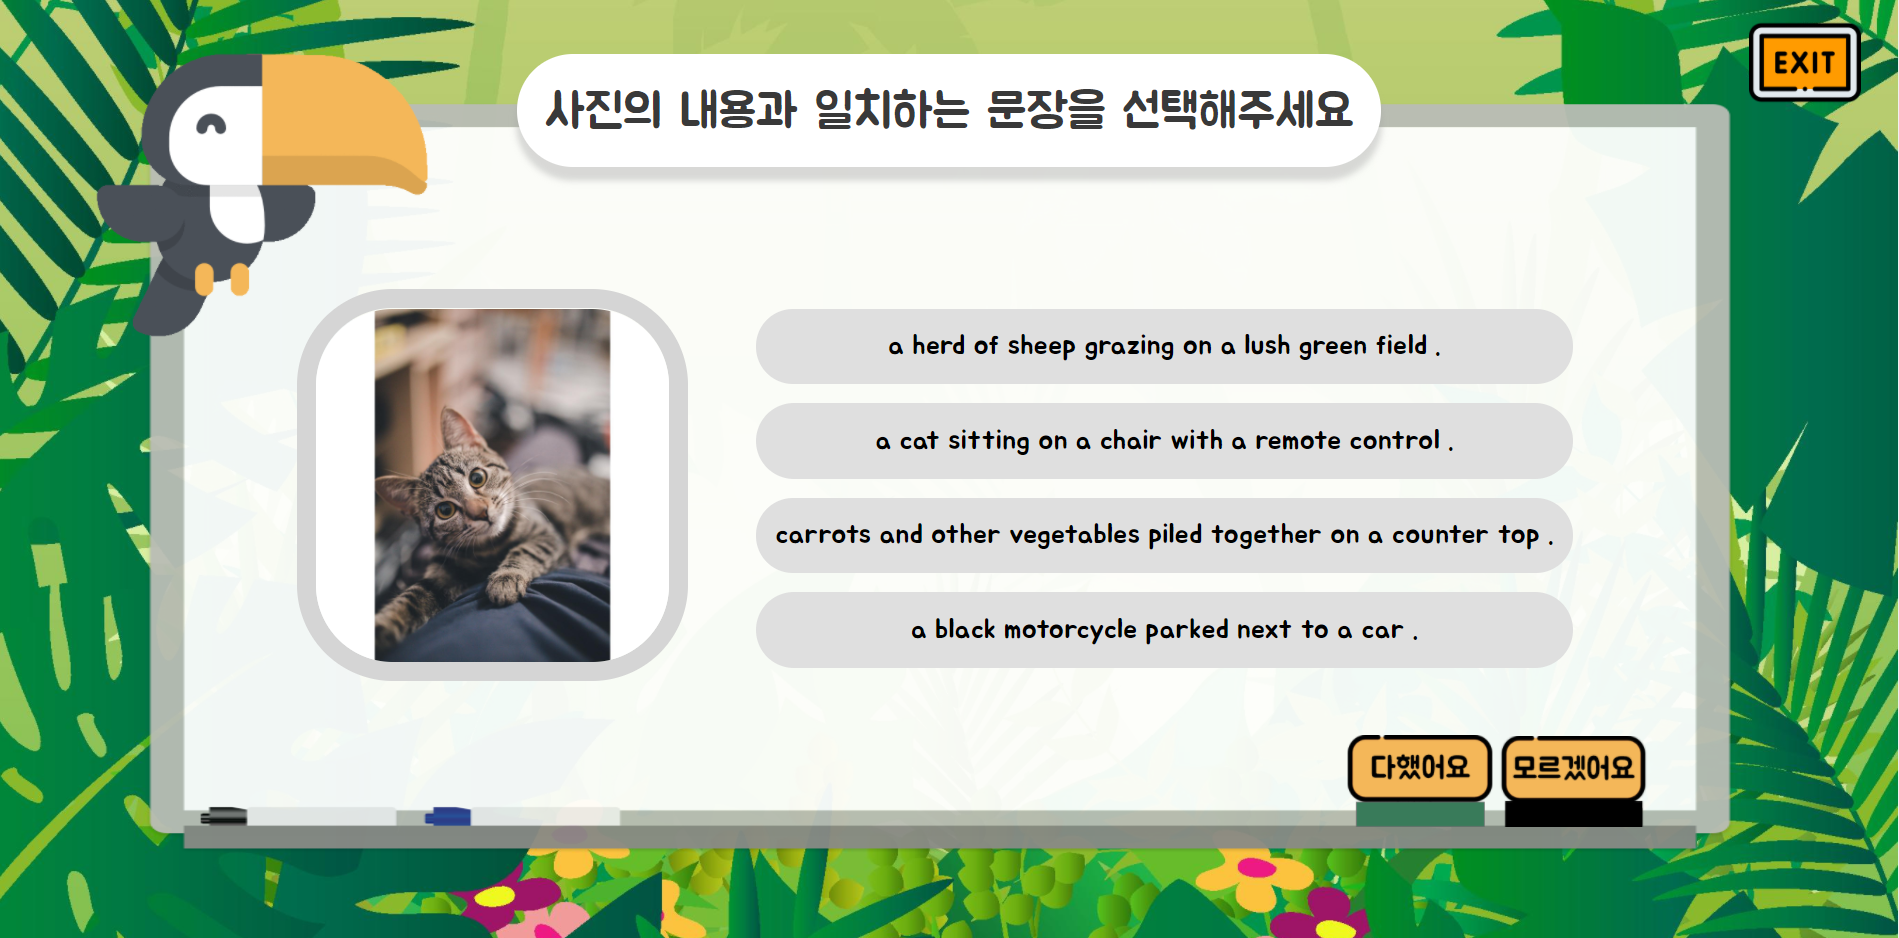 사진의 내용과 일치하는 문장을 선택해주세요
EXIT
a herd of sheep grazing on a lush green field .
a cat sitting on a chair with a remote control .
carrots and other vegetables piled together on a counter top .
a black motorcycle parked next to a car .
다했어요
모르겠어요